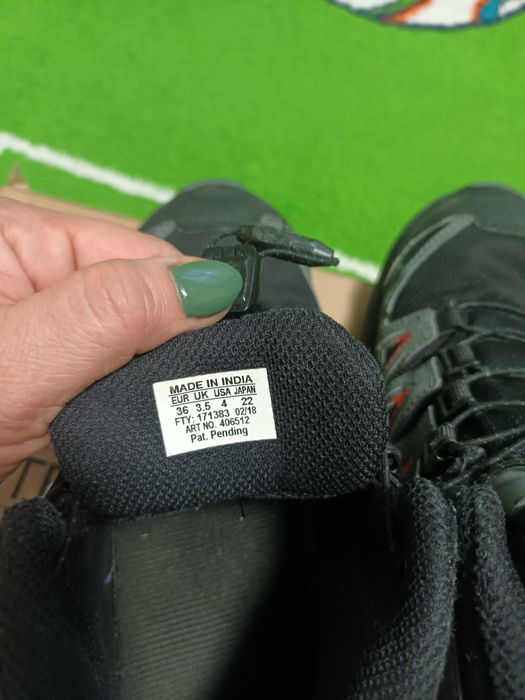 MADE IN INDIA
EUR UK USA JAPAN
36 3.5 4 22
FTY: 171383 02/18
ART NO. 406512
Pat. Pending